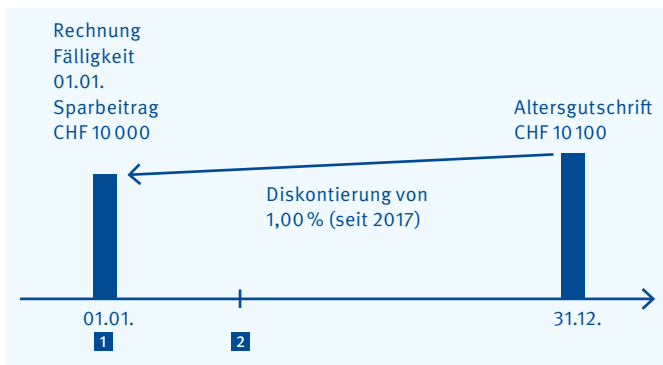 Rechnung
Fälligkeit
01.01.
Sparbeitrag
CHF 10 000
Altersgutschrift
CHF 10 100
Diskontierung von
1,00 % (seit 2017)
01.01.
31.12.
1
2